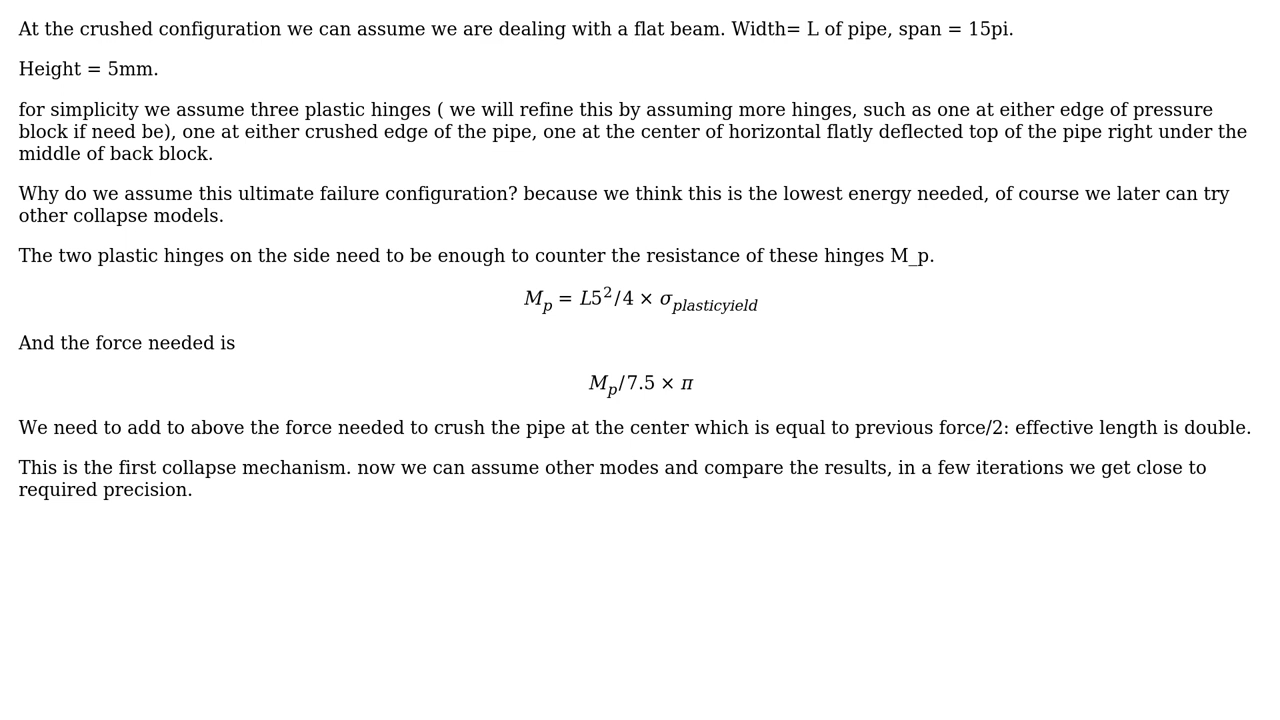 At the crushed configuration we can assume we are dealing with a flat beam. Width= L of pipe, span = 15pi.
Height = 5mm.
for simplicity we assume three plastic hinges ( we will refine this by assuming more hinges, such as one at either edge of pressure
block if need be), one at either crushed edge of the pipe, one at the center of horizontal flatly deflected top of the pipe right under the
middle of back block.
Why do we assume this ultimate failure configuration? because we think this is the lowest energy needed, of course we later can try
other collapse models.
The two plastic hinges on the side need to be enough to counter the resistance of these hinges M_p.
$M_p = L5^2/4 \times \sigma_{plasticyield}$
And the force needed is
$M_p/7.5 \times \pi$
We need to add to above the force needed to crush the pipe at the center which is equal to previous force/2: effective length is double.
This is the first collapse mechanism. now we can assume other modes and compare the results, in a few iterations we get close to
required precision.